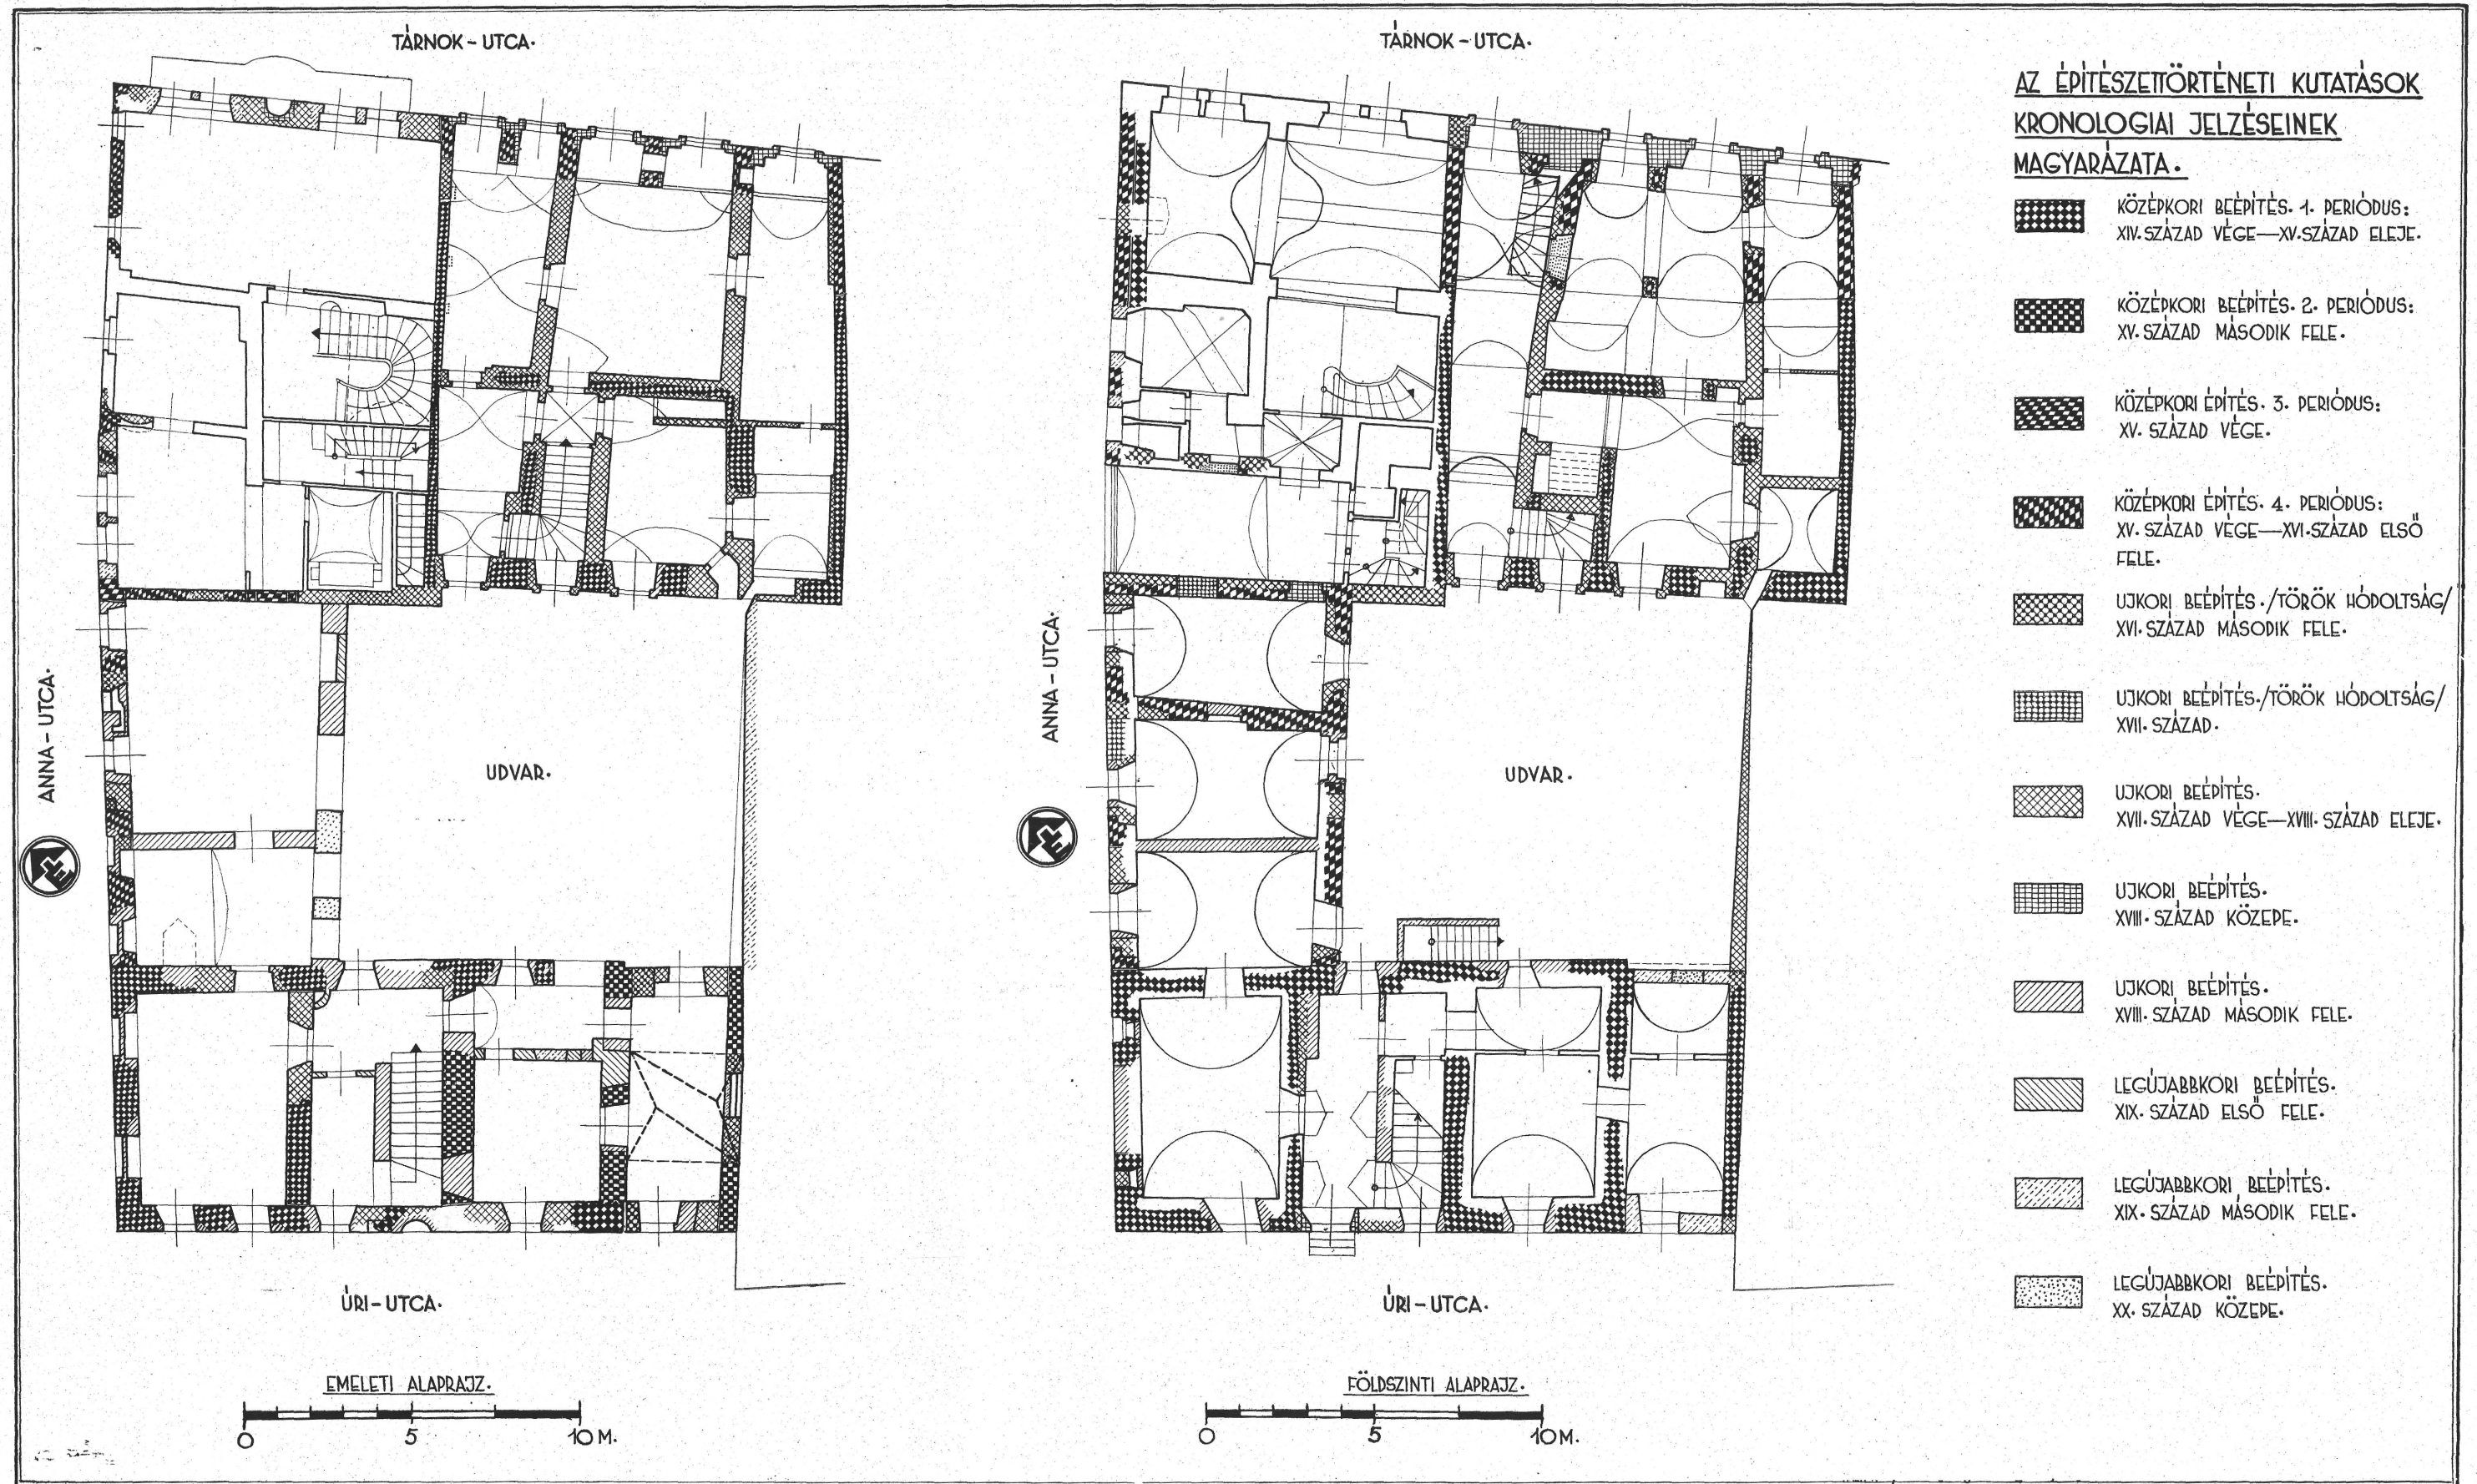 TÁRNOK-UTCA.
ANNA-UTCA.
UDVAR.
ÚRI-UTCA.
EMELETI ALAPRAJZ.
0 5 10 M.
TÁRNOK-UTCA.
ANNA-UTCA.
UDVAR.
ÚRI-UTCA.
FÖLDSZINTI ALAPRAJZ.
0 5 10 M.
AZ ÉPÍTÉSZETTÖRTÉNETI KUTATÁSOK
KRONOLOGIAI JELZÉSEINEK
MAGYARÁZATA.
KÖZÉPKORI BEÉPÍTÉS. 1. PERIÓDUS:
XIV. SZÁZAD VÉGE—XV. SZÁZAD ELEJE.
KÖZÉPKORI BEÉPÍTÉS. 2. PERIÓDUS:
XV. SZÁZAD MÁSODIK FELE.
KÖZÉPKORI ÉPÍTÉS. 3. PERIÓDUS:
XV. SZÁZAD VÉGE.
KÖZÉPKORI ÉPÍTÉS. 4. PERIÓDUS:
XV. SZÁZAD VÉGE—XVI. SZÁZAD ELSŐ
FELE.
UJKORI BEÉPÍTÉS. /TÖRÖK HÓDOLTSÁG/
XVI. SZÁZAD MÁSODIK FELE.
UJKORI BEÉPÍTÉS. /TÖRÖK HÓDOLTSÁG/
XVII. SZÁZAD.
UJKORI BEÉPÍTÉS.
XVII. SZÁZAD VÉGE—XVIII. SZÁZAD ELEJE.
UJKORI BEÉPÍTÉS.
XVIII. SZÁZAD KÖZEPE.
UJKORI BEÉPÍTÉS.
XVIII. SZÁZAD MÁSODIK FELE.
LEGÚJABBKORI BEÉPÍTÉS.
XIX. SZÁZAD ELSŐ FELE.
LEGÚJABBKORI BEÉPÍTÉS.
XIX. SZÁZAD MÁSODIK FELE.
LEGÚJABBKORI BEÉPÍTÉS.
XX. SZÁZAD KÖZEPE.